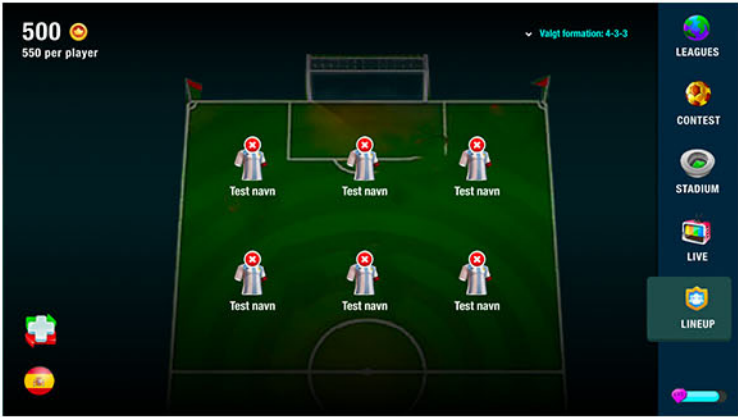 500
550 per player
Valgt formation: 4-3-3
LEAGUES
CONTEST
STADIUM
LIVE
LINEUP
Test navn
Test navn
Test navn
Test navn
Test navn
Test navn